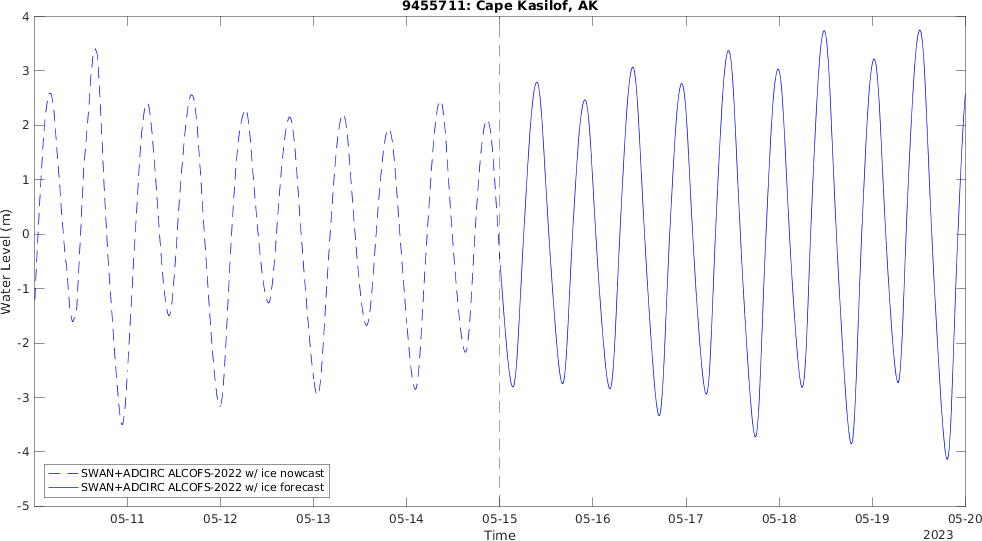 9455711: Cape Kasilof, AK
4
3
2
1
0
-1
-2
-3
-4
-5
Water Level (m)
SWAN+ADCIRC ALCOFS-2022 w/ ice nowcast
SWAN+ADCIRC ALCOFS-2022 w/ ice forecast
05-11 05-12 05-13 05-14 05-15 05-16 05-17 05-18 05-19 05-20
Time
2023